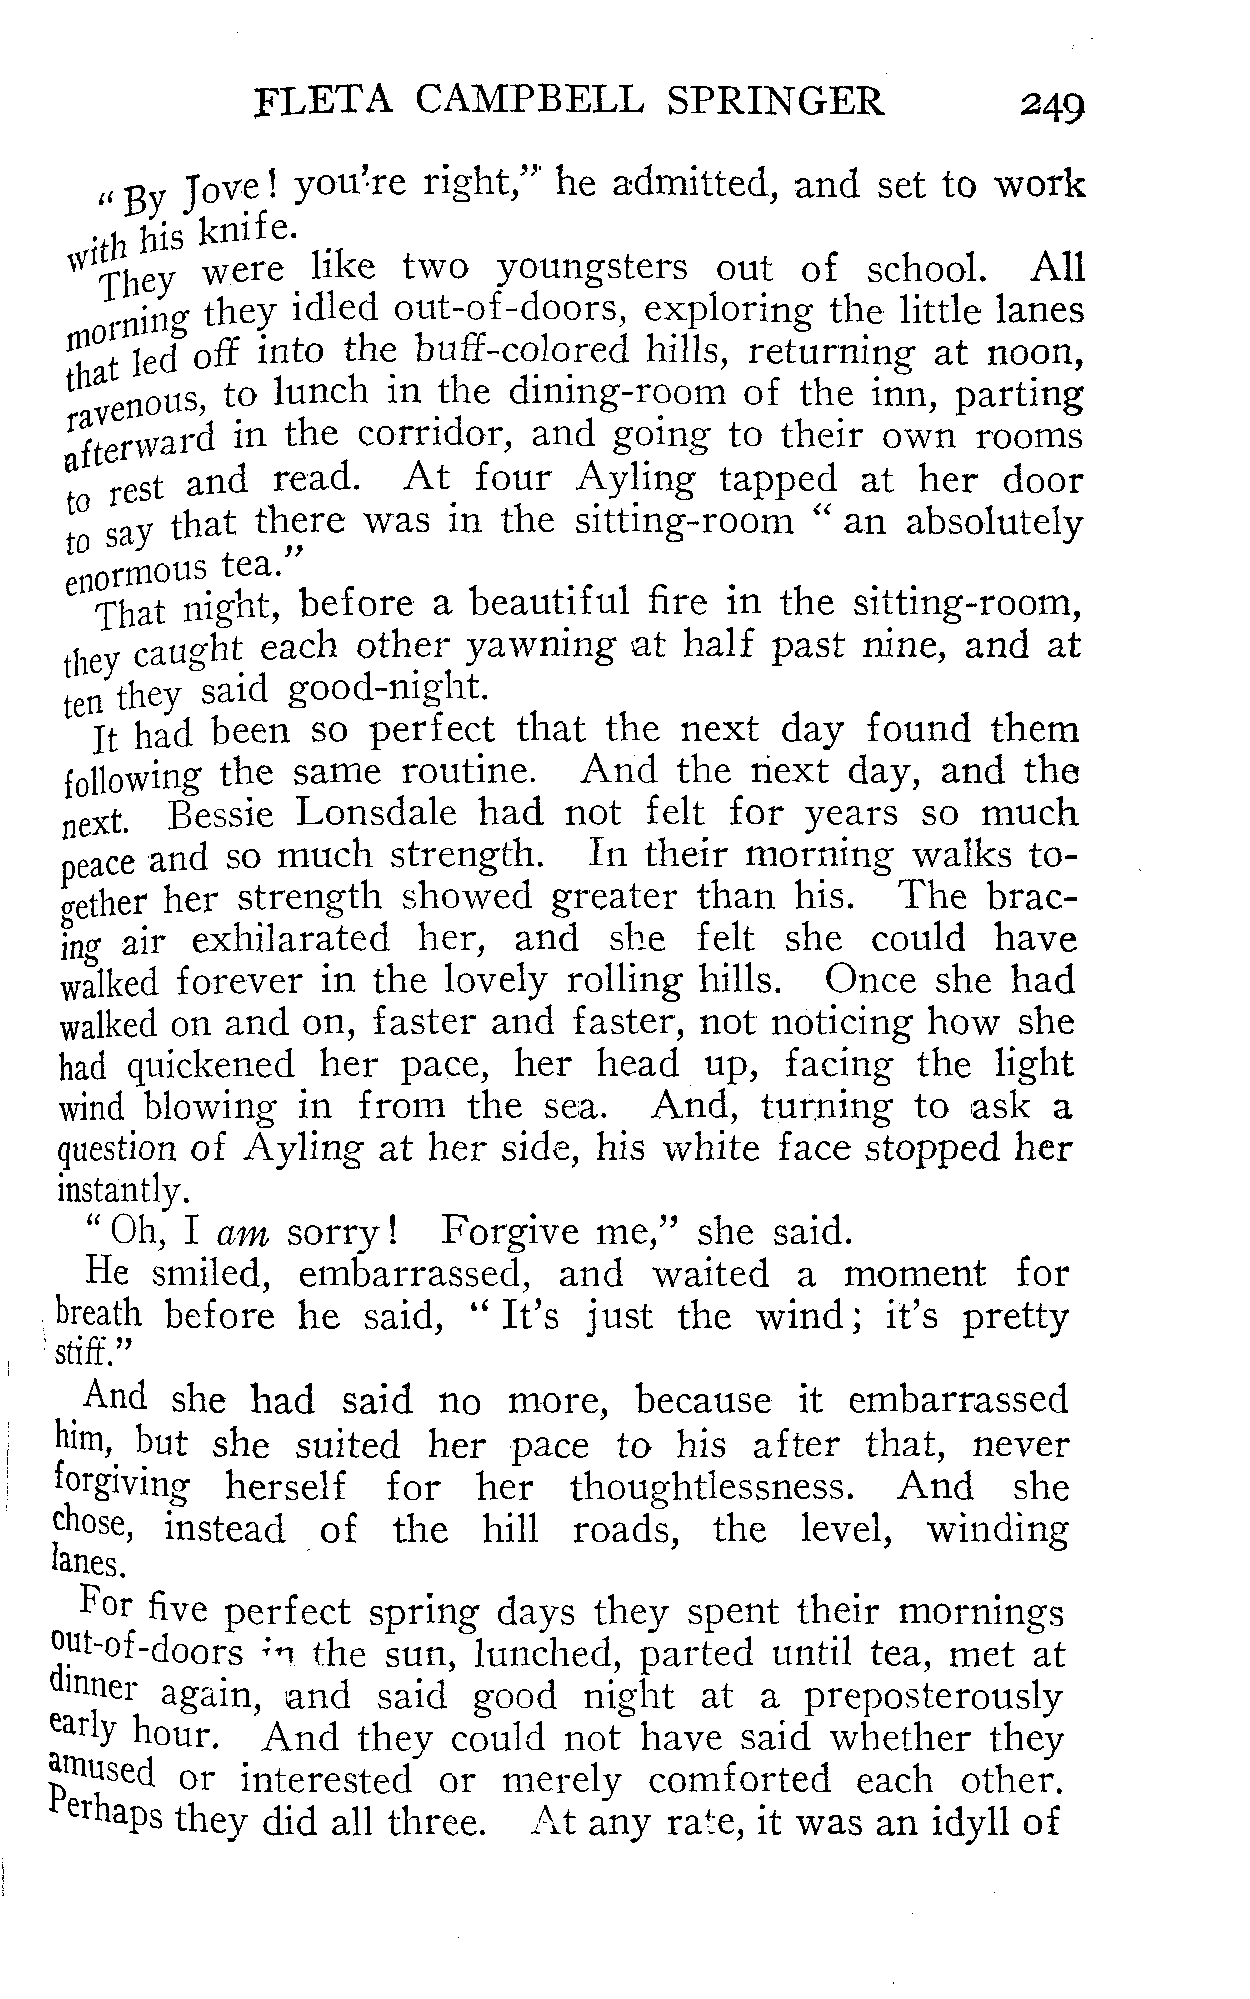 FLETA CAMPBELL SPRINGER 249
"By Jove! you're right," he admitted, and set to work
with his knife.
They were like two youngsters out of school. All
morning they idled out-of-doors, exploring the little lanes
that led off into the buff-colored hills, returning at noon,
ravenous, to lunch in the dining-room of the inn, parting
afterward in the corridor, and going to their own rooms
to rest and read. At four Ayling tapped at her door
to say that there was in the sitting-room "an absolutely
enormous tea."
That night, before a beautiful fire in the sitting-room,
they caught each other yawning at half past nine, and at
ten they said good-night.
It had been so perfect that the next day found them
following the same routine. And the next day, and the
next. Bessie Lonsdale had not felt for years so much
peace and so much strength. In their morning walks to-
gether her strength showed greater than his. The brac-
ing air exhilarated her, and she felt she could have
walked forever in the lovely rolling hills. Once she had
walked on and on, faster and faster, not noticing how she
had quickened her pace, her head up, facing the light
wind blowing in from the sea. And, turning to ask a
question of Ayling at her side, his white face stopped her
instantly.
"Oh, I am sorry! Forgive me," she said.
He smiled, embarrassed, and waited a moment for
breath before he said, "It's just the wind; it's pretty
stiff."
And she had said no more, because it embarrassed
him, but she suited her pace to his after that, never
forgiving herself for her thoughtlessness. And she
chose, instead of the hill roads, the level, winding
lanes.
For five perfect spring days they spent their mornings
out-of-doors in the sun, lunched, parted until tea, met at
dinner again, and said good night at a preposterously
early hour. And they could not have said whether they
amused or interested or merely comforted each other.
Perhaps they did all three. At any rate, it was an idyll of